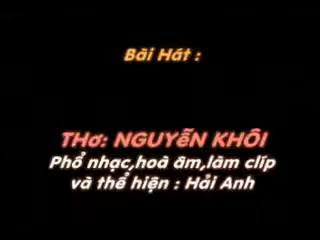 Bài Hát :
THơ: NGUYễN KHÔI
Phổ nhạc,hoà âm,làm clíp
và thể hiện : Hải Anh